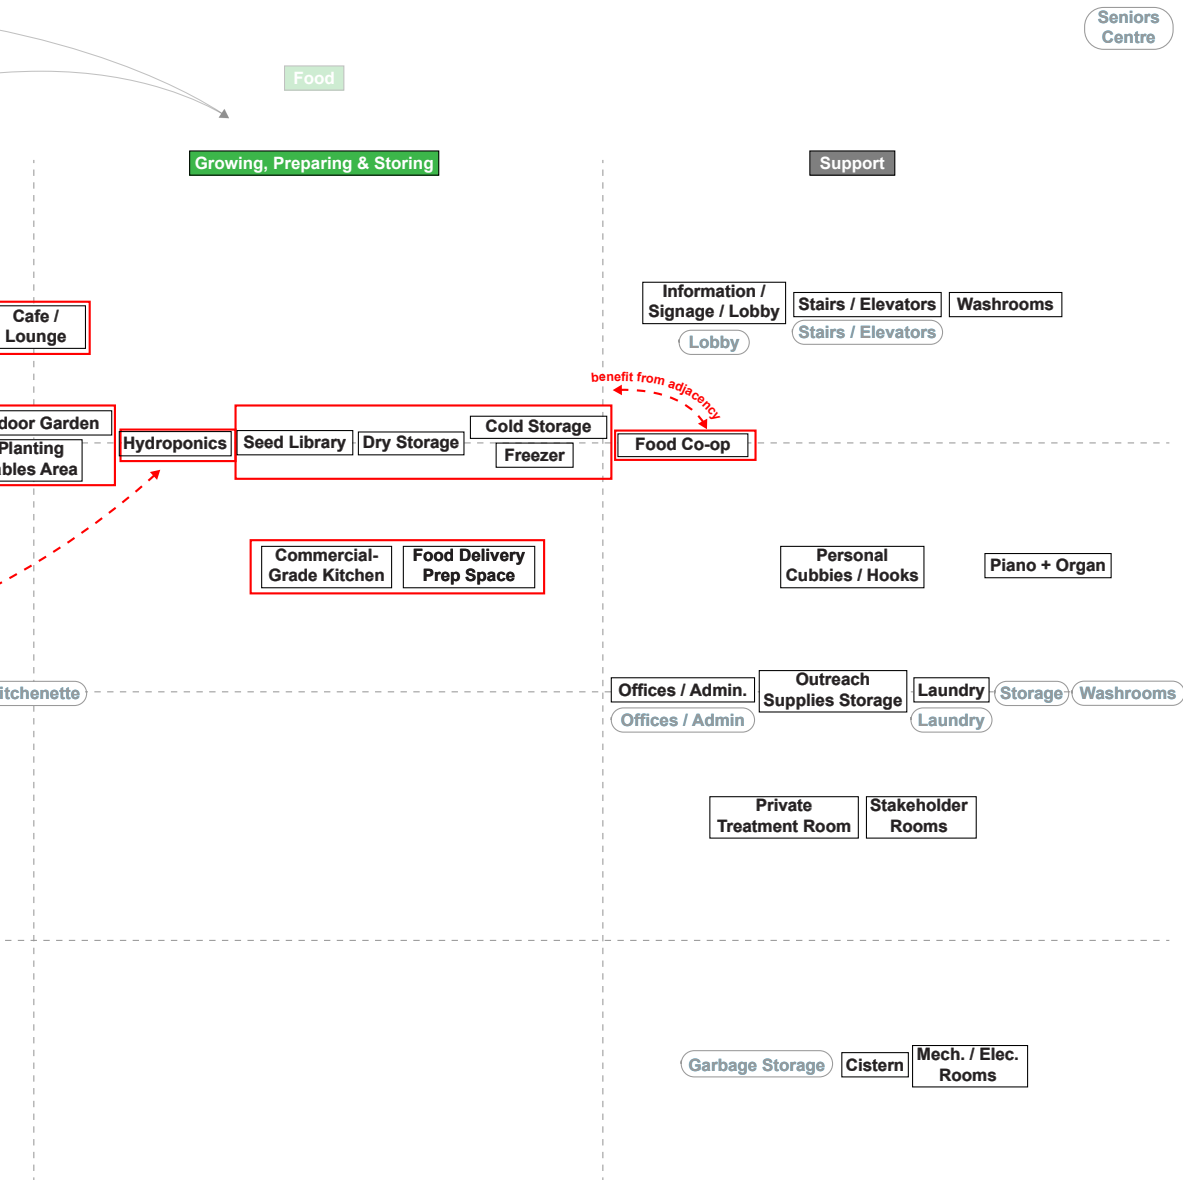 Seniors
Centre
Food
Growing, Preparing & Storing
Support
Information /
Signage / Lobby
Stairs / Elevators
Washrooms
Lobby
Stairs / Elevators
Cafe /
Lounge
benefit from adjacency
door Garden
Planting
bles Area
Hydroponics
Seed Library
Dry Storage
Cold Storage
Freezer
Food Co-op
Commercial-
Grade Kitchen
Food Delivery
Prep Space
Personal
Cubbies / Hooks
Piano + Organ
itchenette
Offices / Admin.
Outreach
Supplies Storage
Laundry
Storage
Washrooms
Offices / Admin
Laundry
Private
Treatment Room
Stakeholder
Rooms
Garbage Storage
Cistern
Mech. / Elec.
Rooms